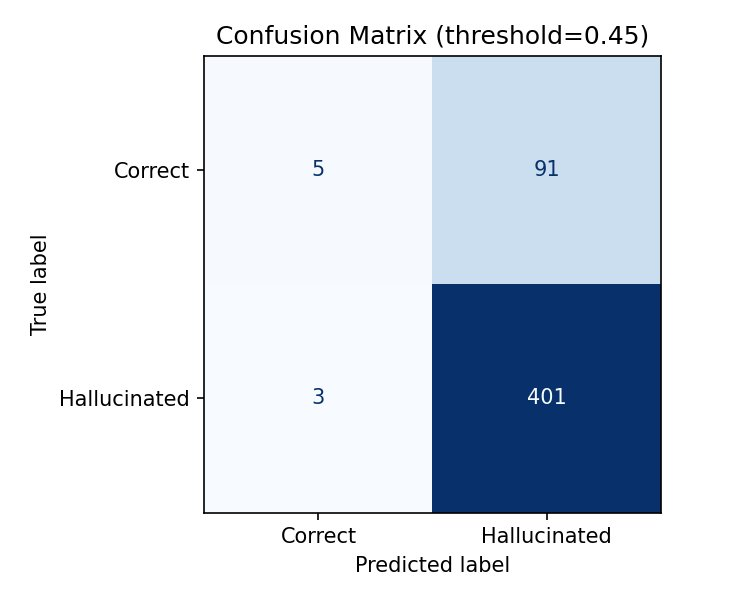 Confusion Matrix (threshold=0.45)
True label
Correct
5
91
Hallucinated
3
401
Correct
Hallucinated
Predicted label